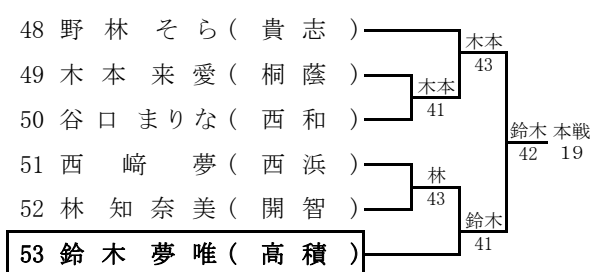 48 野林 そら(貴志)
49 木本 来愛(桐蔭)
50 谷口 まりな(西和)
51 西﨑 夢(西浜)
52 林 知奈美(開智)
53 鈴木 夢唯(高積)
木本
43
木本
41
林
43
鈴木
41
鈴木
42
本戦
19